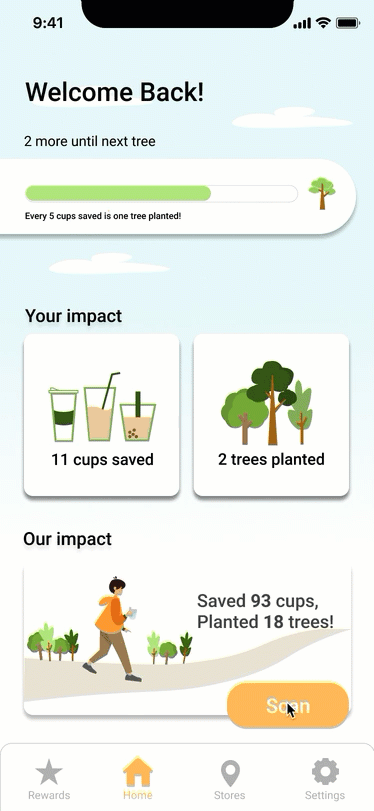 9:41
Welcome Back!
2 more until next tree
Every 5 cups saved is one tree planted!
Your impact
11 cups saved
2 trees planted
Our impact
Saved 93 cups,
Planted 18 trees!
Scan
Rewards
Home
Stores
Settings